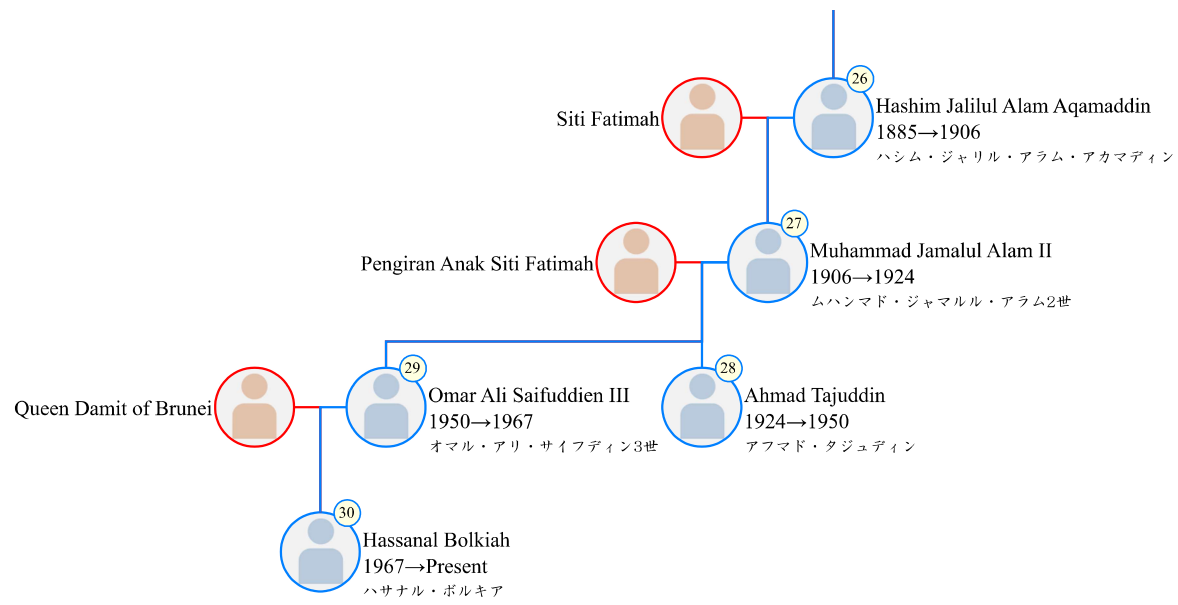 26
Siti Fatimah
Hashim Jalilul Alam Aqamaddin
1885→1906
ハシム・ジャリル・アラム・アカマディン
27
Pengiran Anak Siti Fatimah
Muhammad Jamalul Alam II
1906→1924
ムハンマド・ジャマルル・アラム2世
29
Queen Damit of Brunei
Omar Ali Saifuddien III
1950→1967
オマル・アリ・サイフディン3世
28
Ahmad Tajuddin
1924→1950
アフマド・タジュディン
30
Hassanal Bolkiah
1967→Present
ハサナル・ボルキア